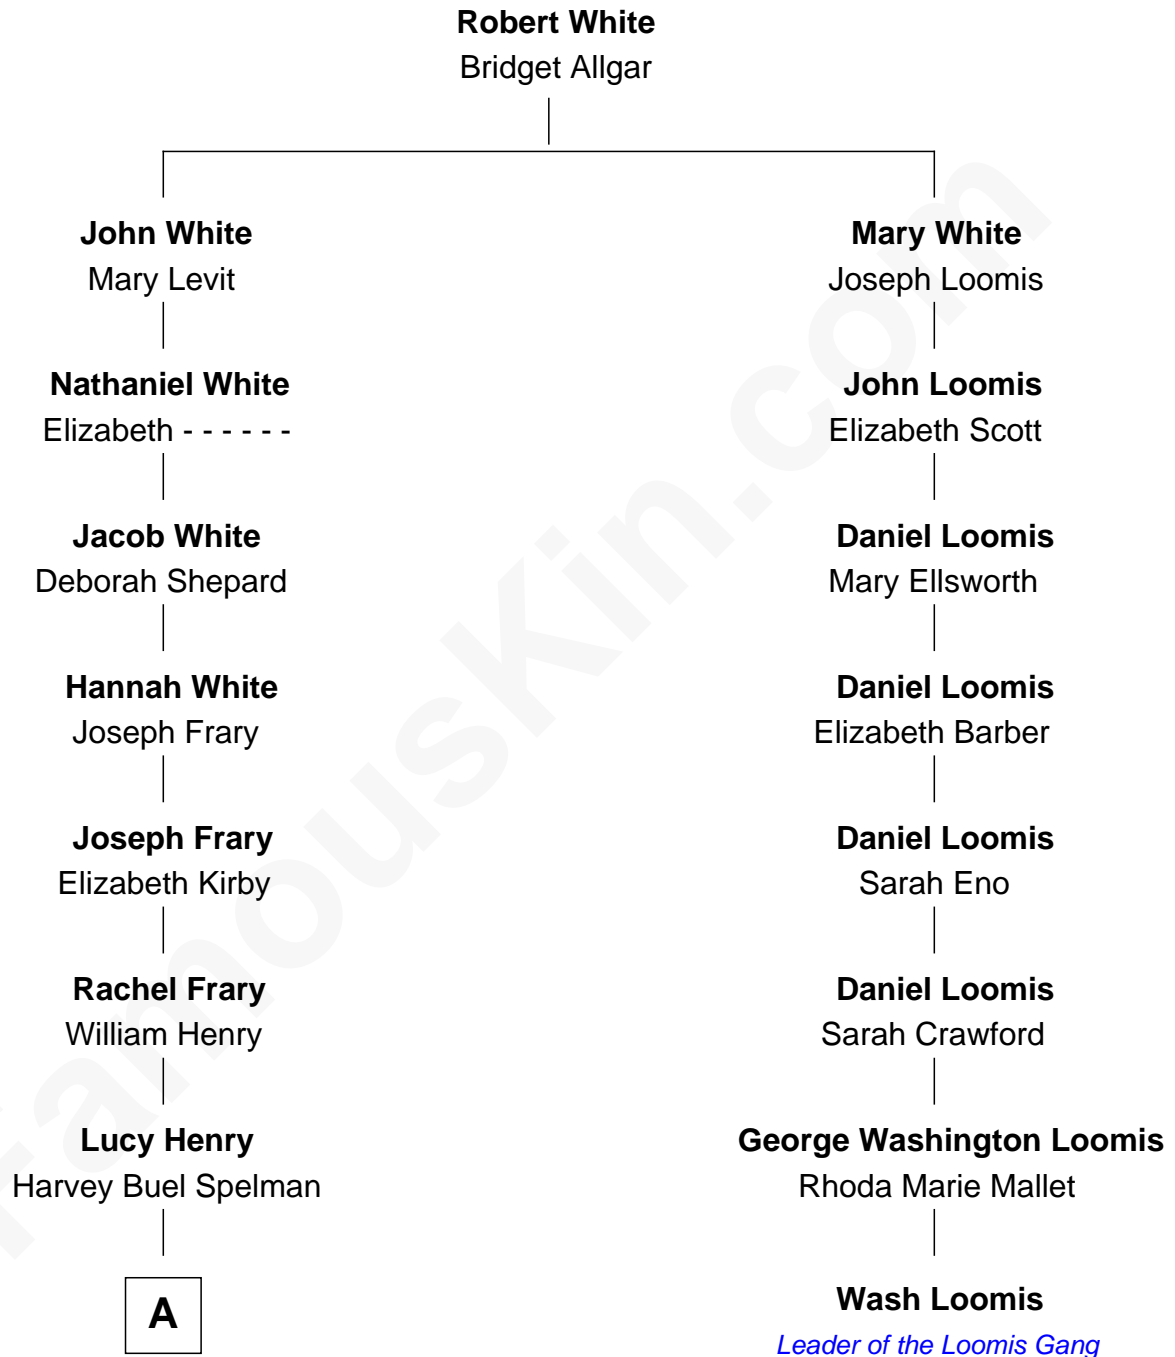 Robert White
Bridget Allgar
John White
Mary Levit
Mary White
Joseph Loomis
Nathaniel White
Elizabeth - - - - - -
John Loomis
Elizabeth Scott
Jacob White
Deborah Shepard
Daniel Loomis
Mary Ellsworth
Hannah White
Joseph Frary
Daniel Loomis
Elizabeth Barber
Joseph Frary
Elizabeth Kirby
Daniel Loomis
Sarah Eno
Rachel Frary
William Henry
Daniel Loomis
Sarah Crawford
Lucy Henry
Harvey Buel Spelman
George Washington Loomis
Rhoda Marie Mallet
A
Wash Loomis
Leader of the Loomis Gang
FamousKin.com